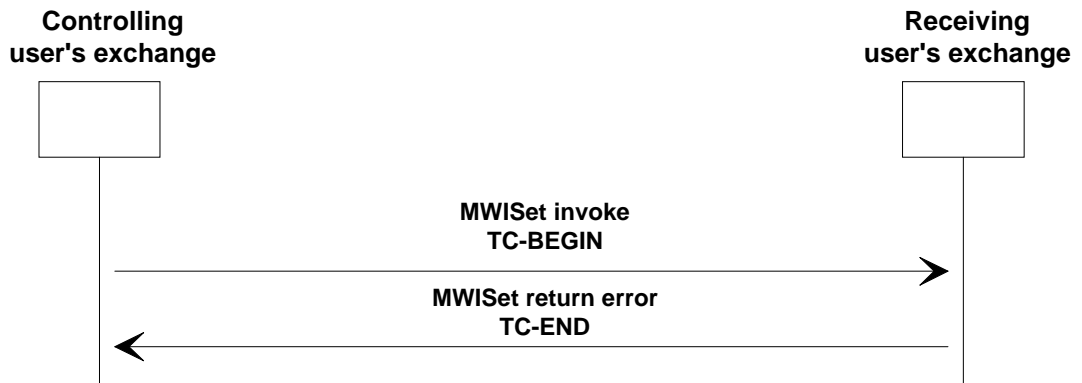 Controlling
user's exchange
Receiving
user's exchange
MWISet invoke
TC-BEGIN
MWISet return error
TC-END